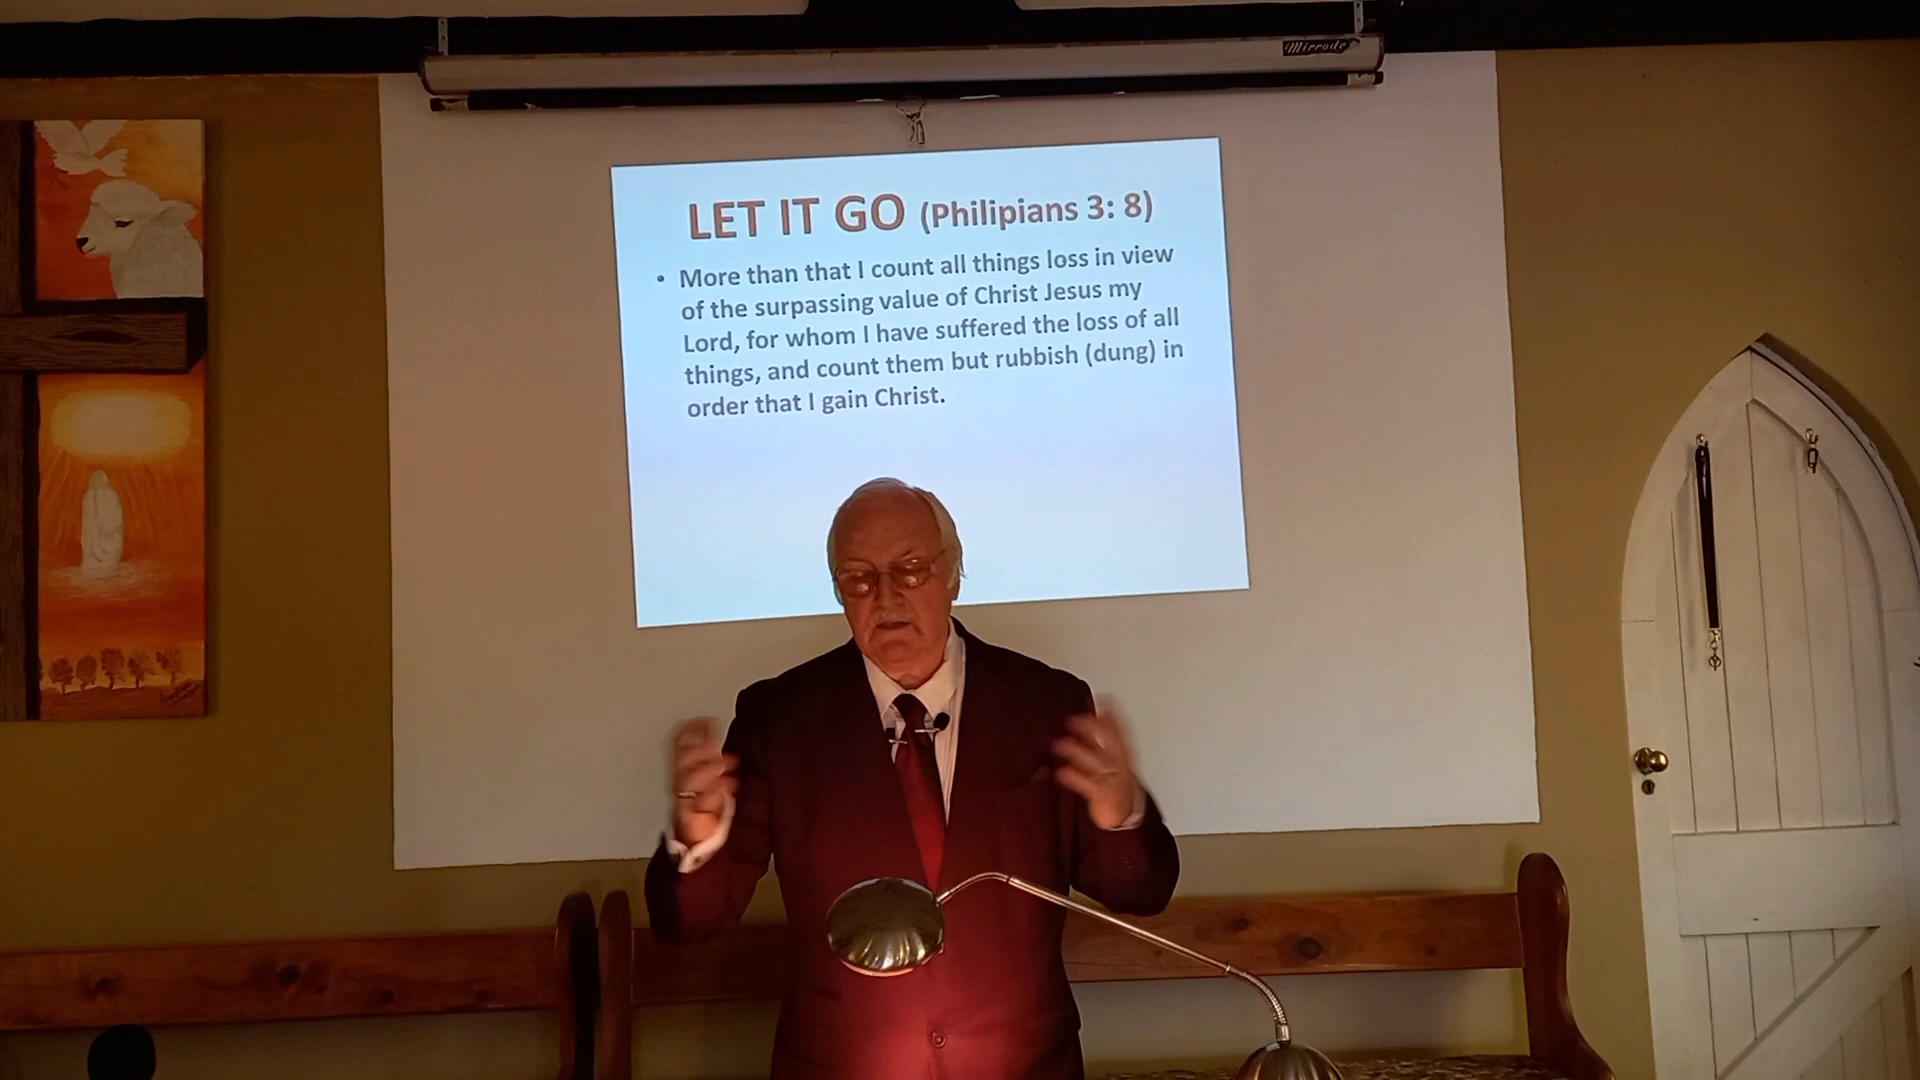 Mirrode
LET IT GO (Philipians 3: 8)
• More than that I count all things loss in view
of the surpassing value of Christ Jesus my
Lord, for whom I have suffered the loss of all
things, and count them but rubbish (dung) in
order that I gain Christ.